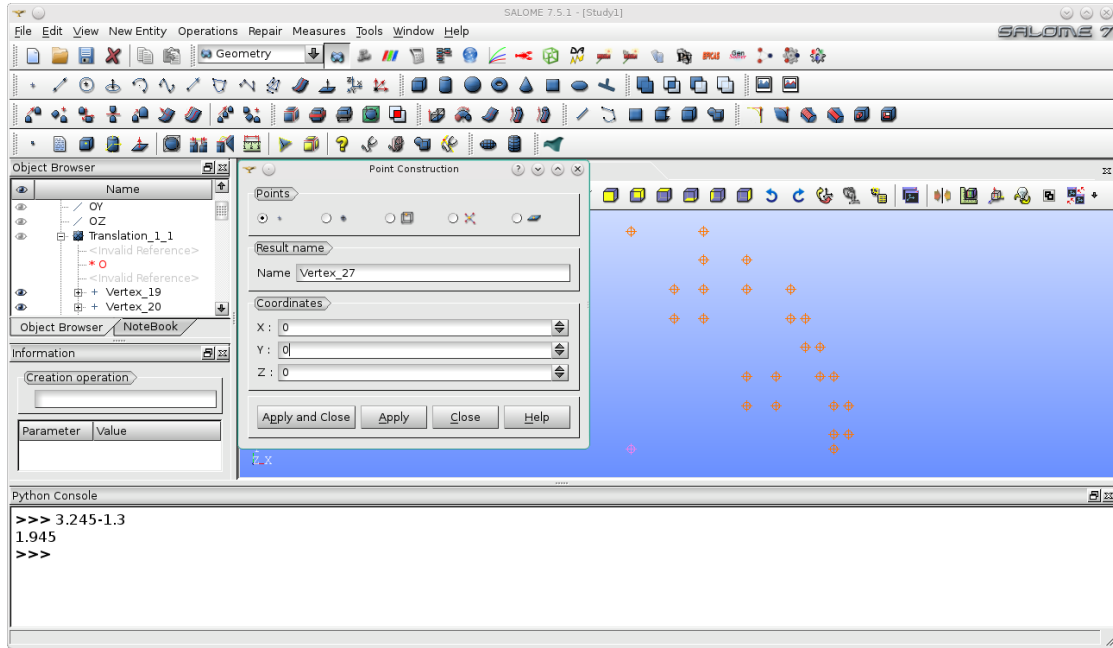 SALOME 7.5.1 - [Study1]
File Edit View New Entity Operations Repair Measures Tools Window Help
SALOME 7
Geometry
Object Browser
Name
OY
OZ
Translation_1_1
<Invalid Reference>
* O
<Invalid Reference>
Vertex_19
Vertex_20
Object Browser NoteBook
Information
Creation operation
Parameter Value
Point Construction
Points
Result name
Name Vertex_27
Coordinates
X : 0
Y : 0
Z : 0
Apply and Close Apply Close Help
Z X
Python Console
>>> 3.245-1.3
1.945
>>>